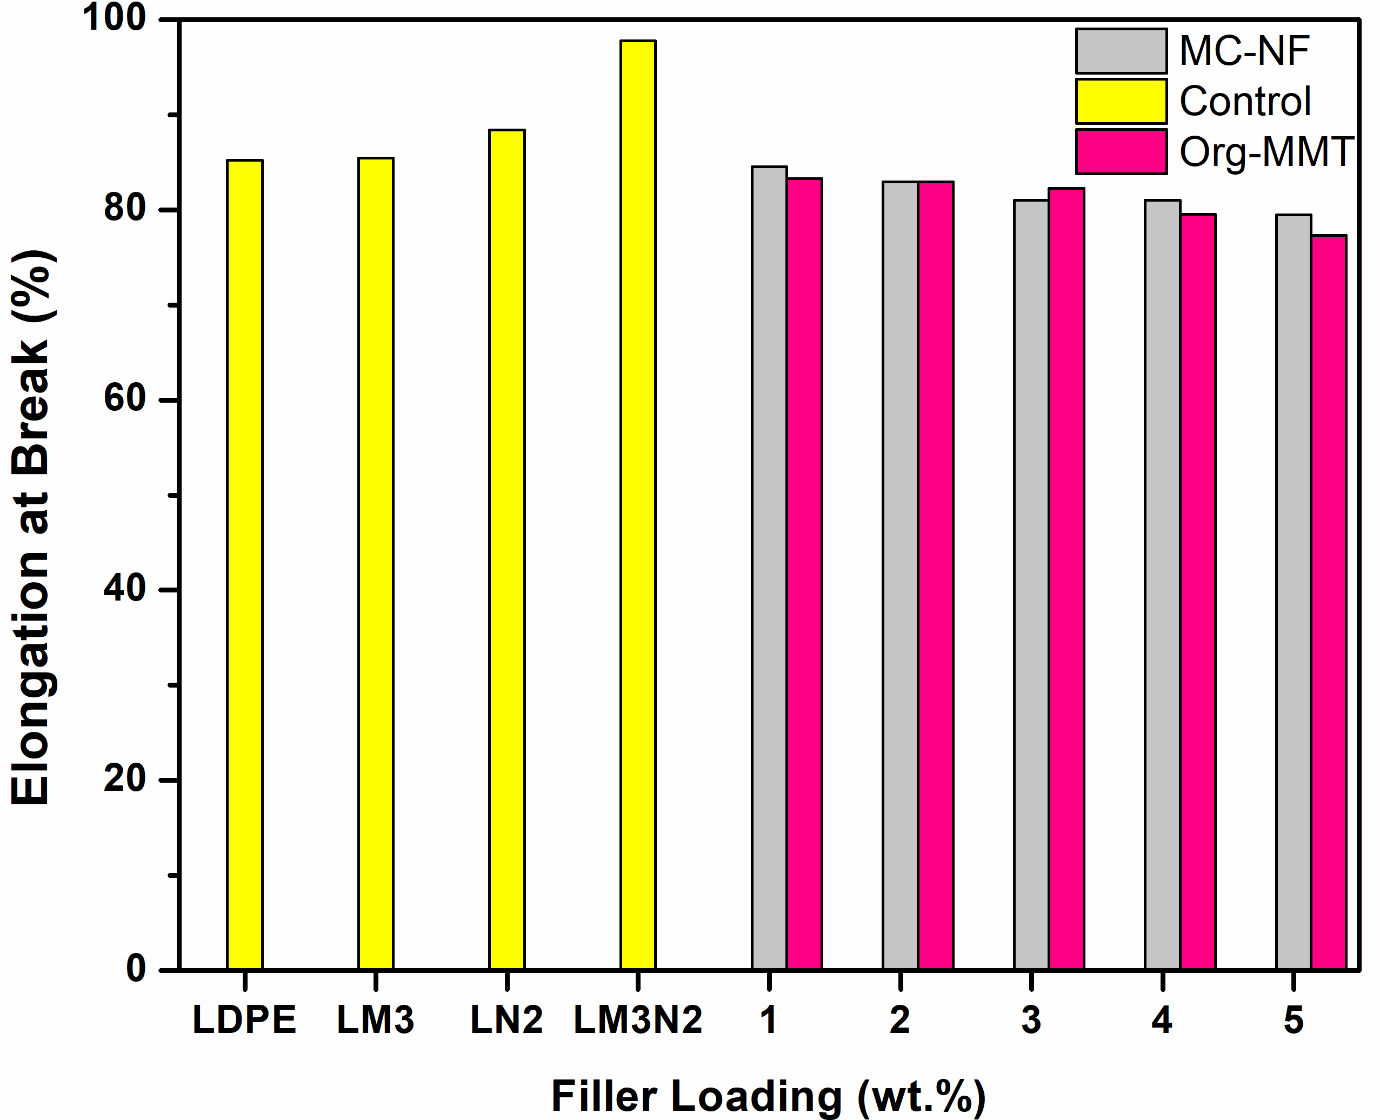 MC-NF
Control
Org-MMT
Elongation at Break (%)
100
80
60
40
20
0
LDPE LM3 LN2 LM3N2 1 2 3 4 5
Filler Loading (wt.%)